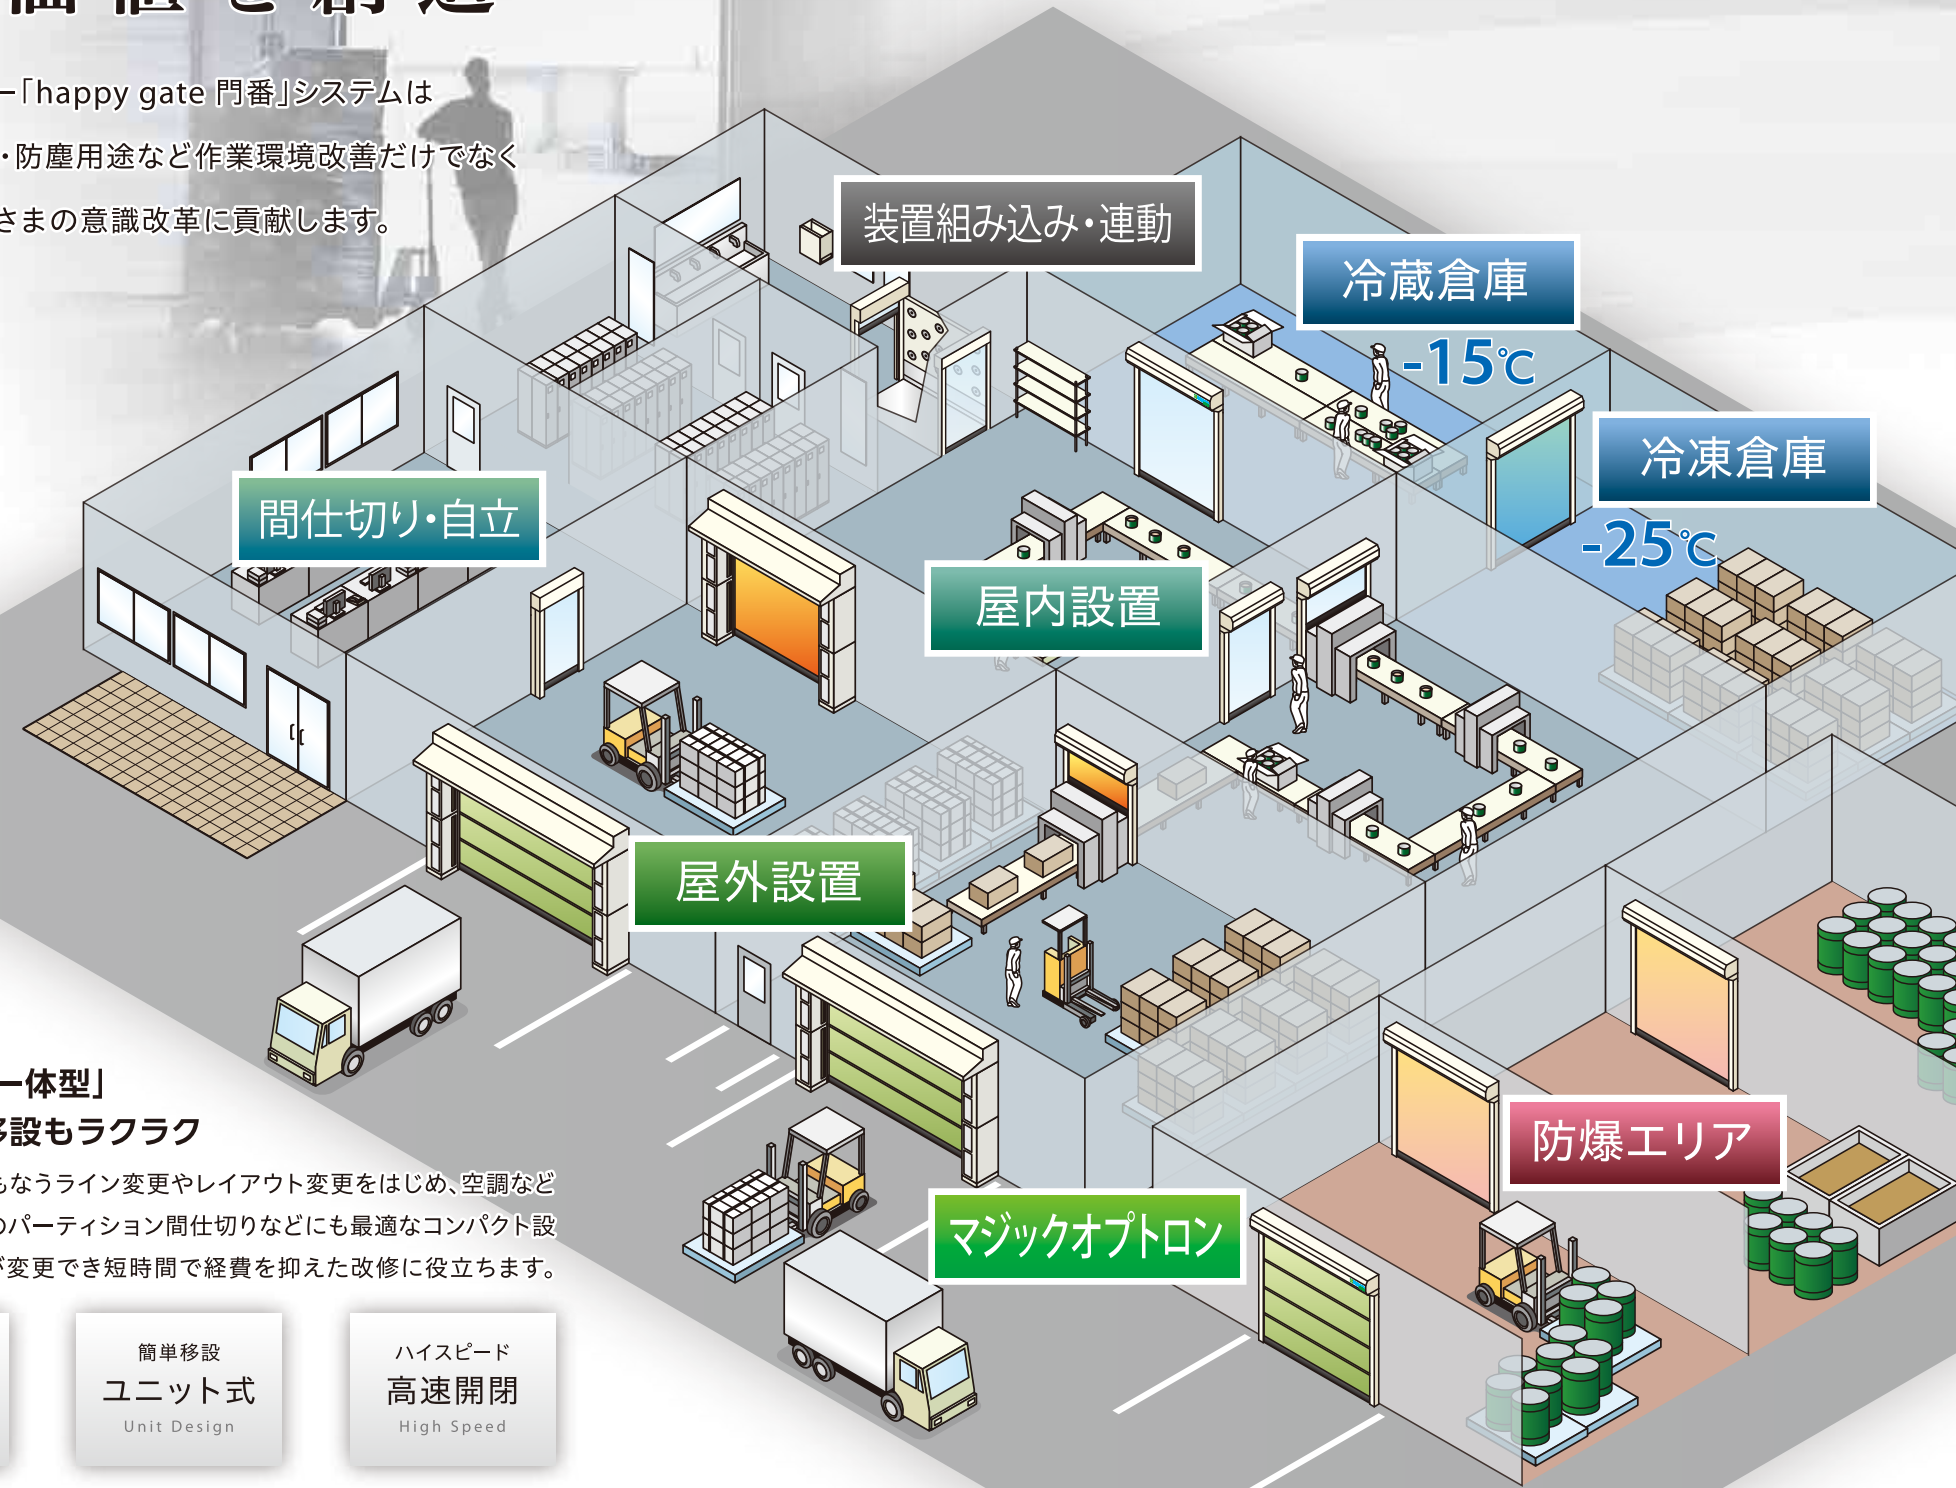 価値を創造
ー「happy gate 門番」システムは
・防塵用途など作業環境改善だけでなく
さまの意識改革に貢献します。
装置組み込み・連動
冷蔵倉庫
-15℃
冷凍倉庫
-25℃
間仕切り・自立
屋内設置
屋外設置
防爆エリア
マジックオプトロン
一体型」
移設もラクラク
もなうライン変更やレイアウト変更をはじめ、空調など
のパーティション間仕切りなどにも最適なコンパクト設
が変更でき短時間で経費を抑えた改修に役立ちます。
簡単移設
ユニット式
Unit Design
ハイスピード
高速開閉
High Speed